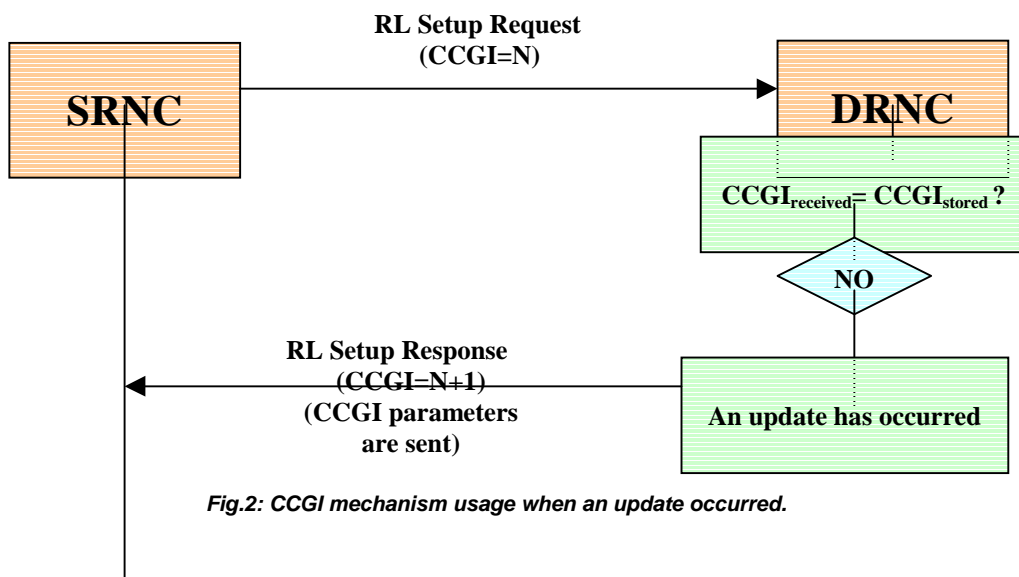 RL Setup Request
(CCGI=N)
SRNC
DRNC
CCGIreceived= CCGIstored ?
NO
RL Setup Response
(CCGI=N+1)
(CCGI parameters
are sent)
An update has occurred
Fig.2: CCGI mechanism usage when an update occurred.